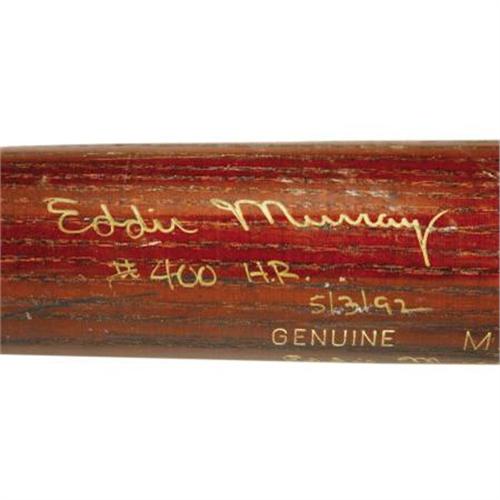 Eddie Murray
# 400 H.R.
5/3/92
GENUINE M